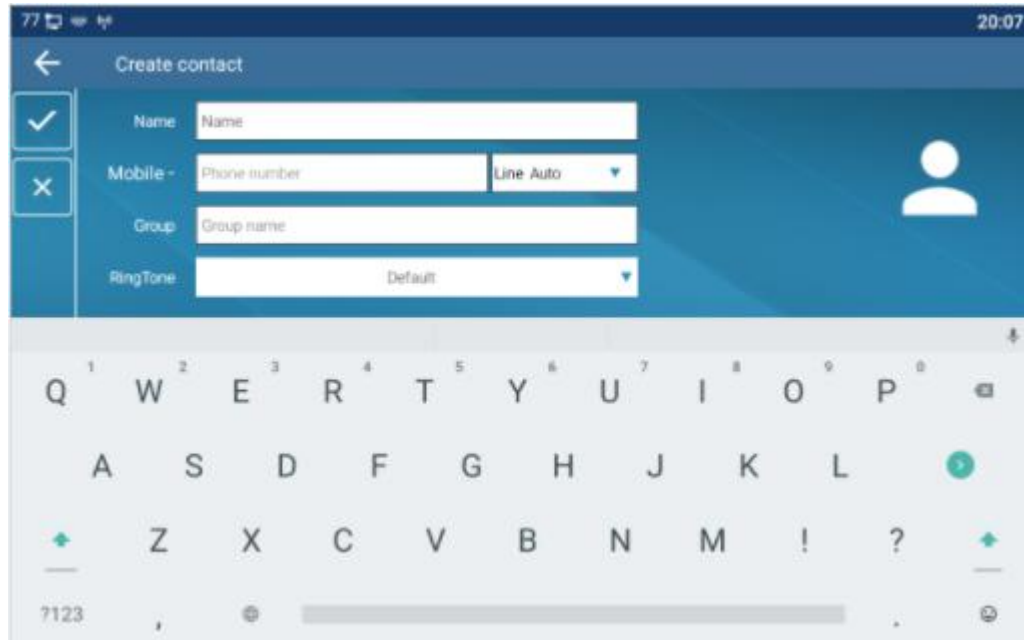 77 20:07
Create contact
Name Name
Mobile- Phone number Line Auto
Group Group name
RingTone Default
1 2 3 4 5 6 7 8 9 0
Q W E R T Y U I O P
A S D F G H J K L
Z X C V B N M ! ?
?123 , .